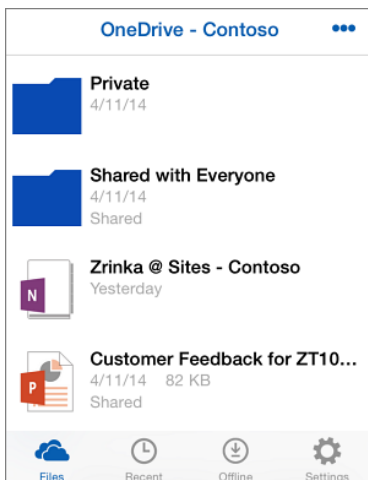 OneDrive - Contoso
Private
4/11/14
Shared with Everyone
4/11/14
Shared
N
Zrinka @ Sites - Contoso
Yesterday
P
Customer Feedback for ZT10...
4/11/14 82 KB
Shared
Files Recent Offline Settings